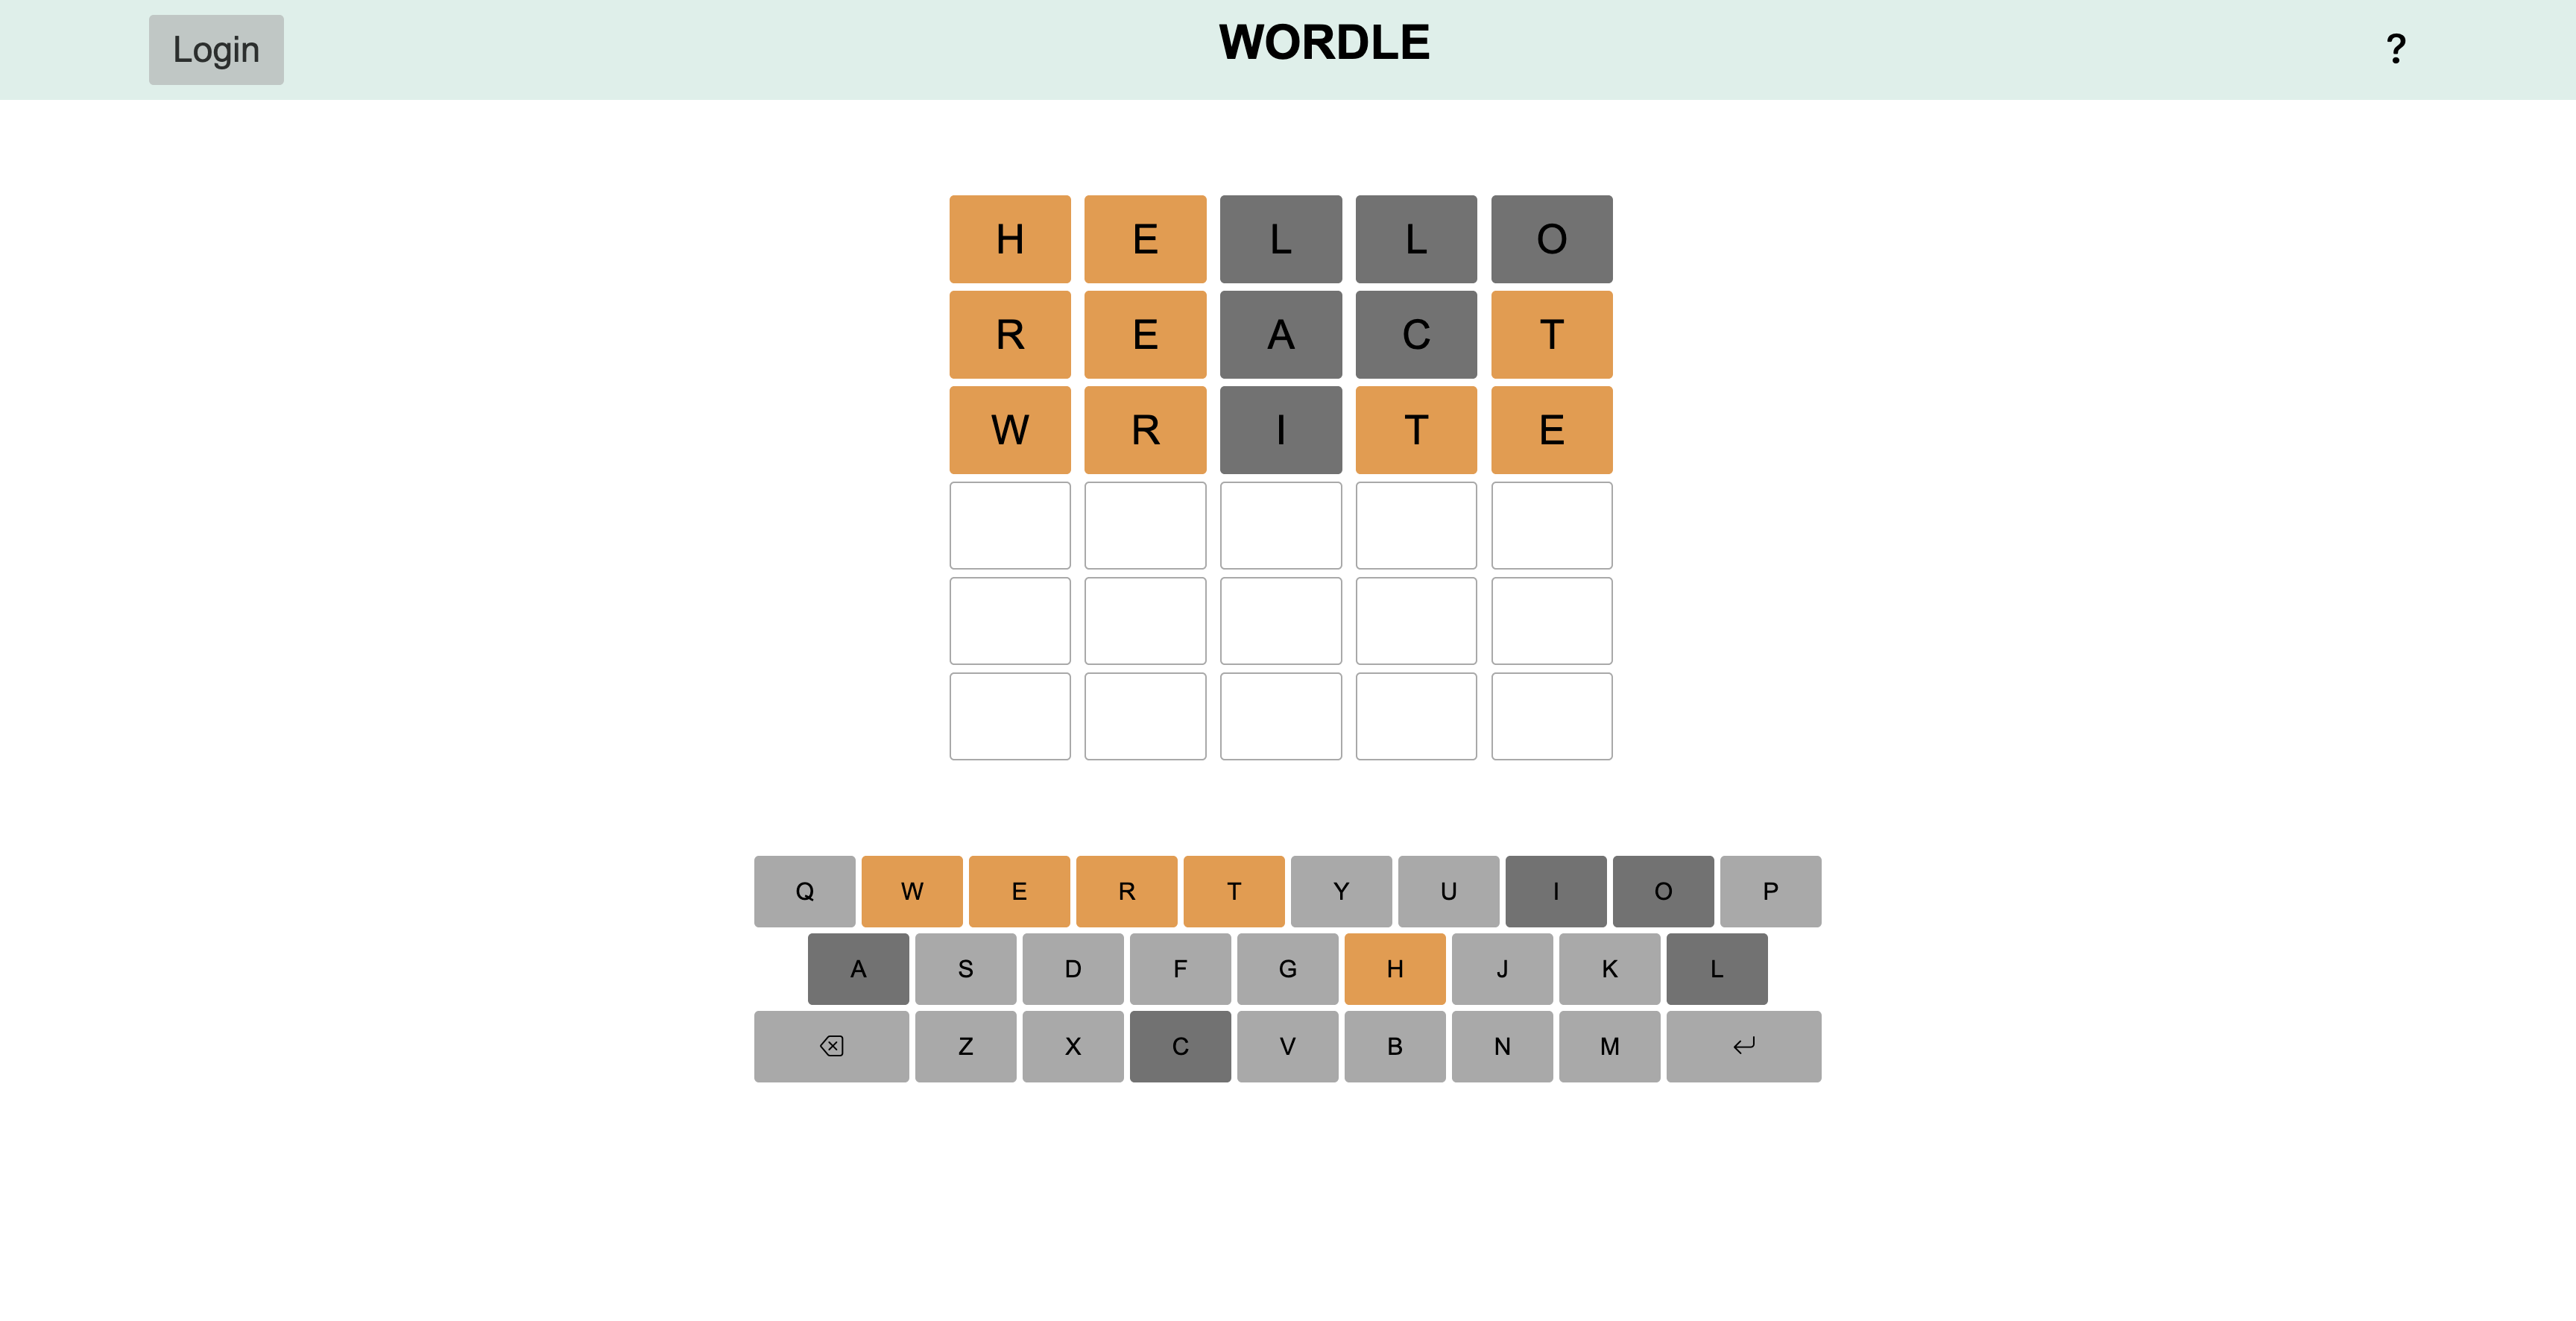 Login WORDLE ?
H E L L O
R E A C T
W R I T E
Q W E R T Y U I O P
A S D F G H J K L
Z X C V B N M